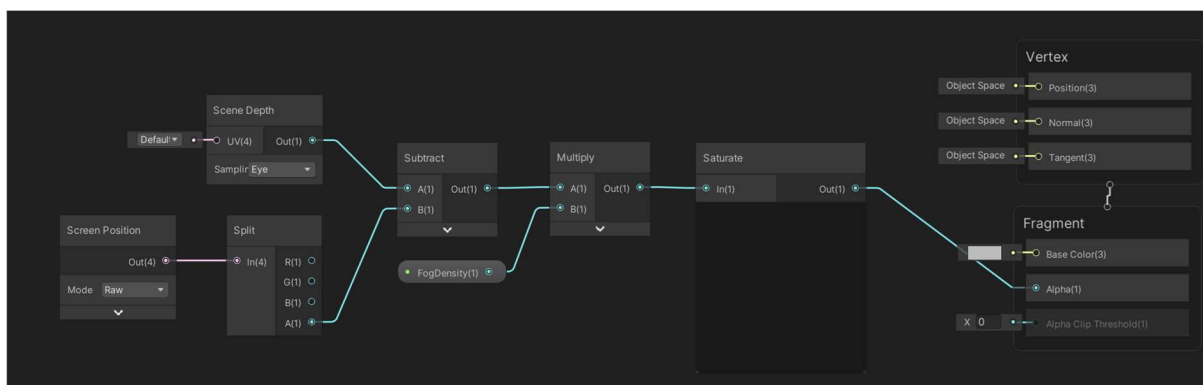 Scene Depth
Default
UV(4) Out(1)
Samplin Eye
Screen Position
Out(4)
Mode Raw
Split
In(4) R(1)
G(1)
B(1)
A(1)
Subtract
A(1) Out(1)
B(1)
FogDensity(1)
Multiply
A(1) Out(1)
B(1)
Saturate
In(1) Out(1)
Vertex
Object Space Position(3)
Object Space Normal(3)
Object Space Tangent(3)
Fragment
Base Color(3)
Alpha(1)
X 0 Alpha Clip Threshold(1)